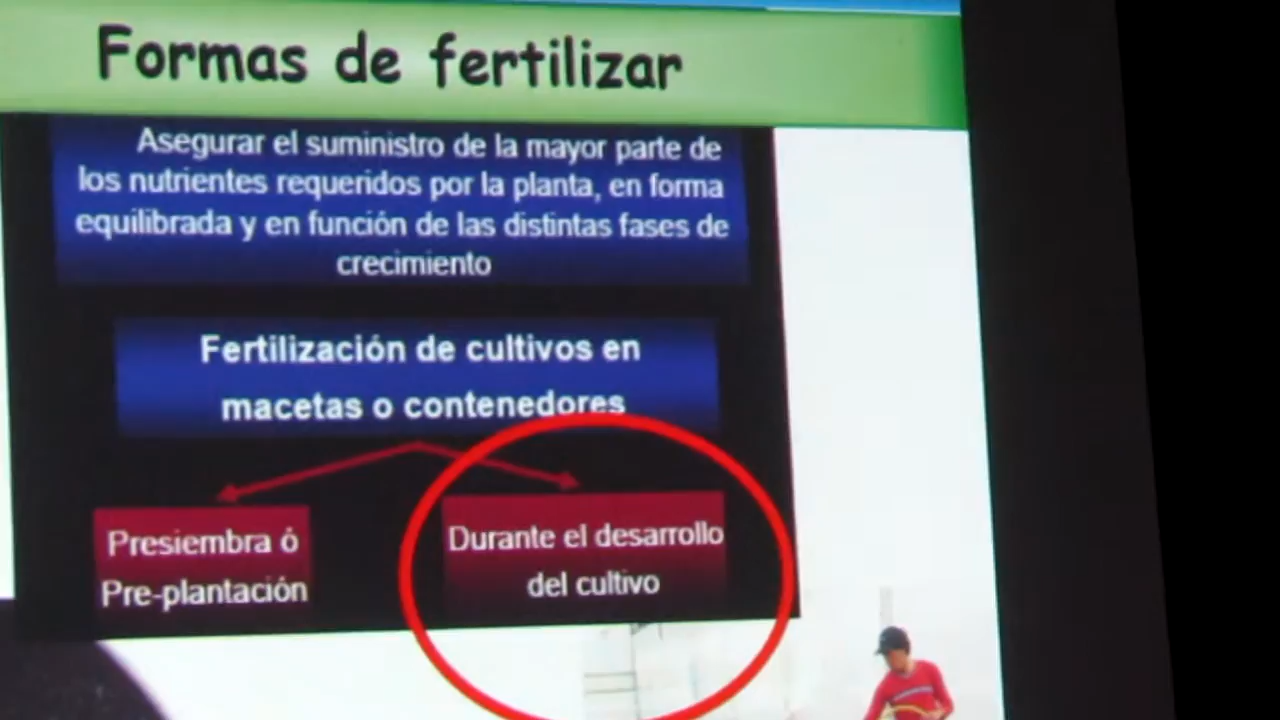 Formas de fertilizar
Asegurar el suministro de la mayor parte de
los nutrientes requeridos por la planta, en forma
equilibrada y en función de las distintas fases de
crecimiento
Fertilización de cultivos en
macetas o contenedores
Presiembra ó
Pre-plantación
Durante el desarrollo
del cultivo